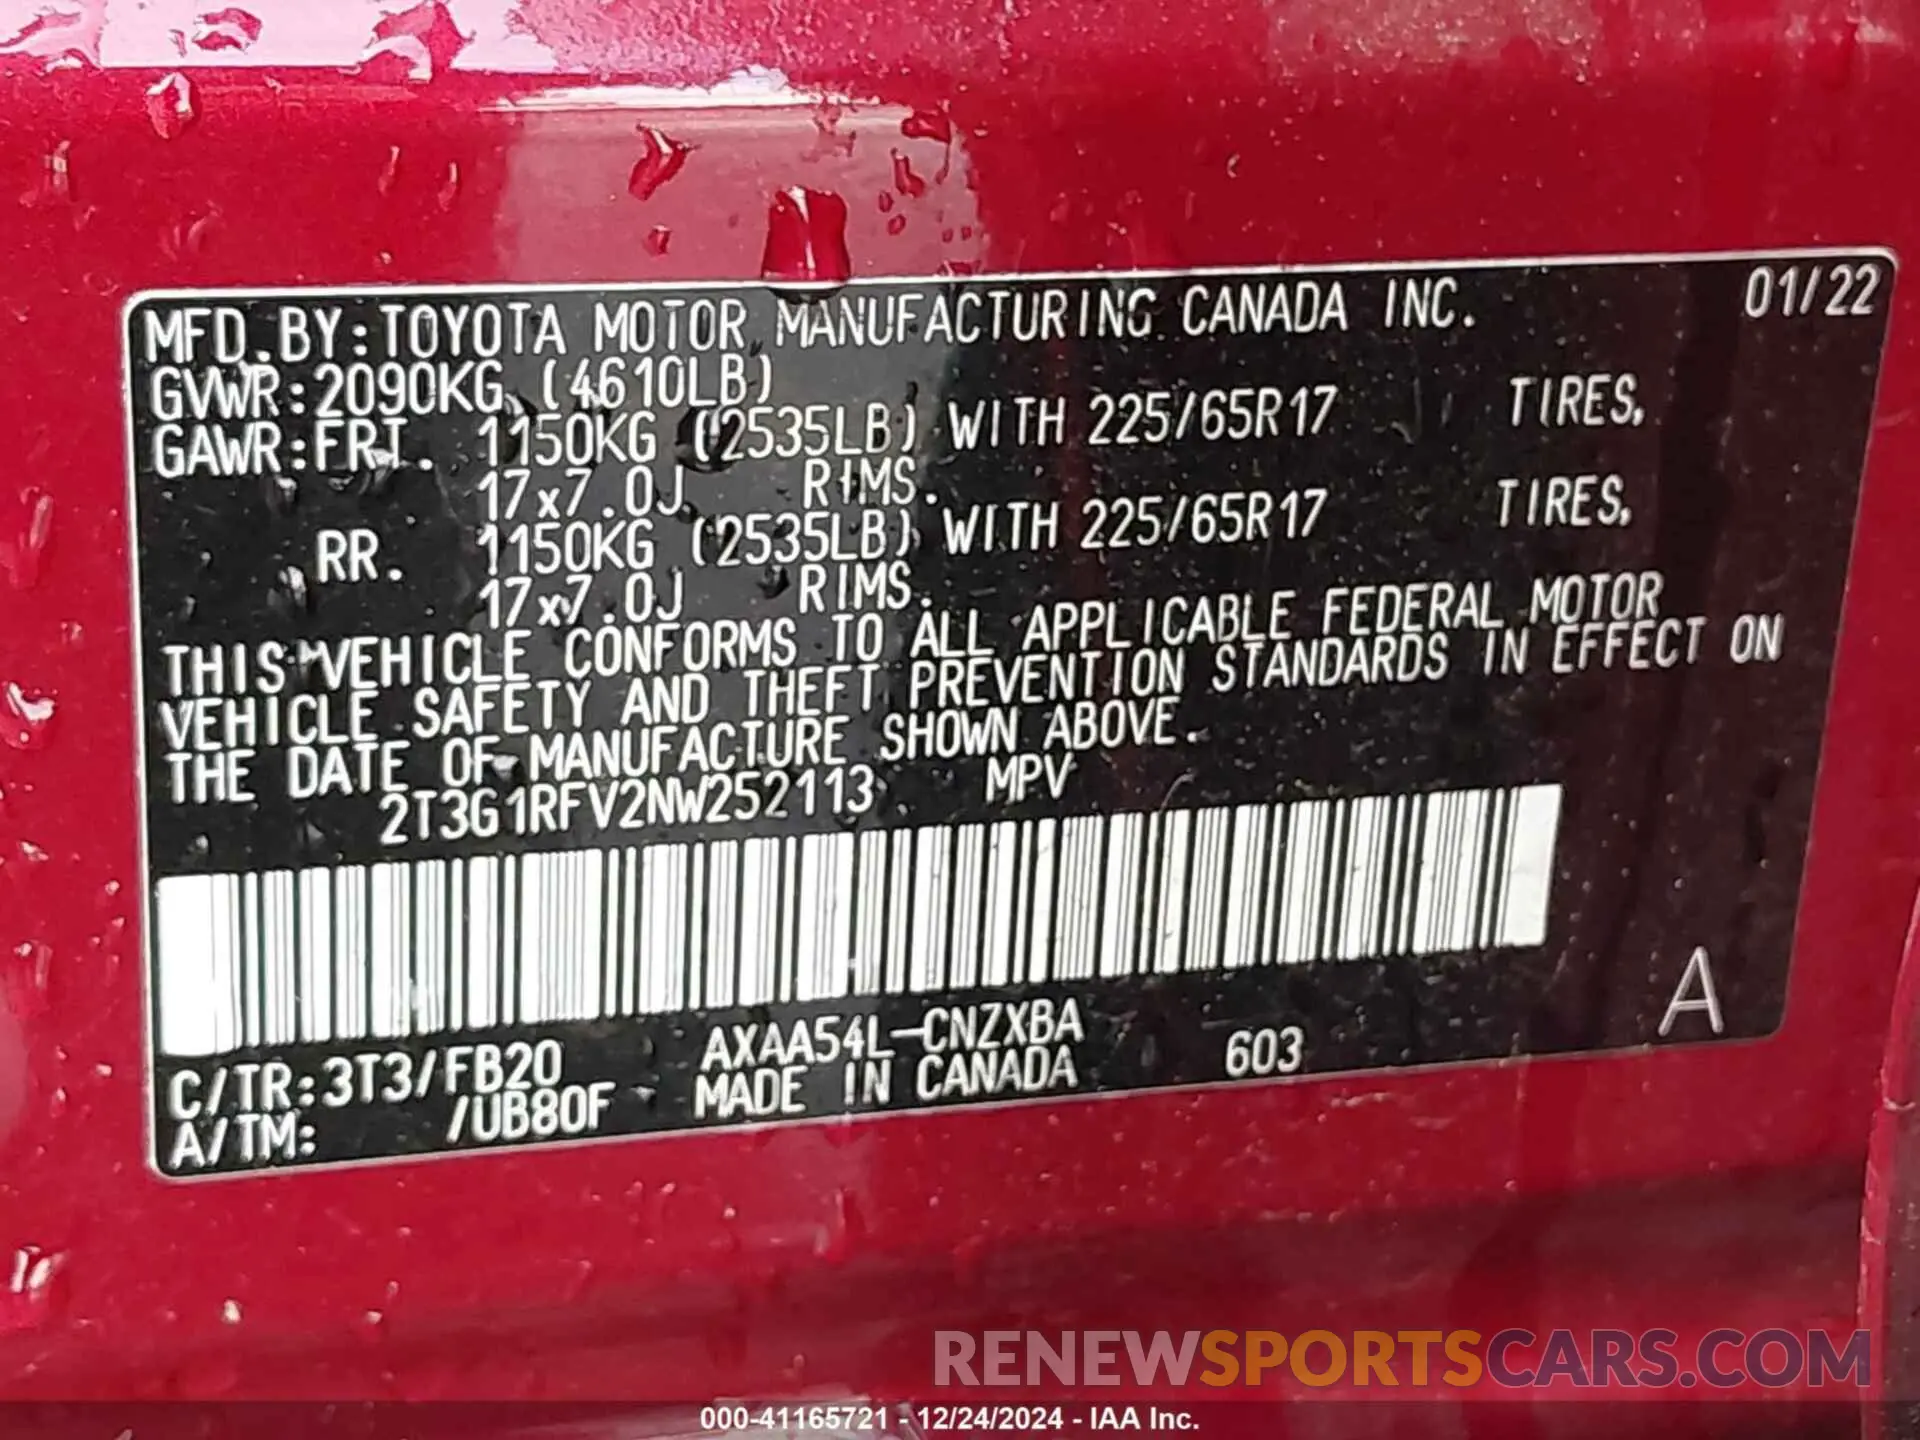 MFD.BY:TOYOTA MOTOR MANUFACTURING CANADA INC. 01/22
GVWR:2090KG (4610LB)
GAWR:FRT. 1150KG (2535LB) WITH 225/65R17 TIRES,
17x7.0J RIMS.
RR. 1150KG (2535LB) WITH 225/65R17 TIRES,
17x7.0J RIMS.
THIS VEHICLE CONFORMS TO ALL APPLICABLE FEDERAL MOTOR
VEHICLE SAFETY AND THEFT PREVENTION STANDARDS IN EFFECT ON
THE DATE OF MANUFACTURE SHOWN ABOVE.
2T3G1RFV2NW252113 MPV
A
C/TR:3T3/FB20 AXAA54L-CNZXBA 603
A/TM: /UB80F MADE IN CANADA
RENEWSPORTSCARS.COM
000-41165721 - 12/24/2024 - IAA Inc.